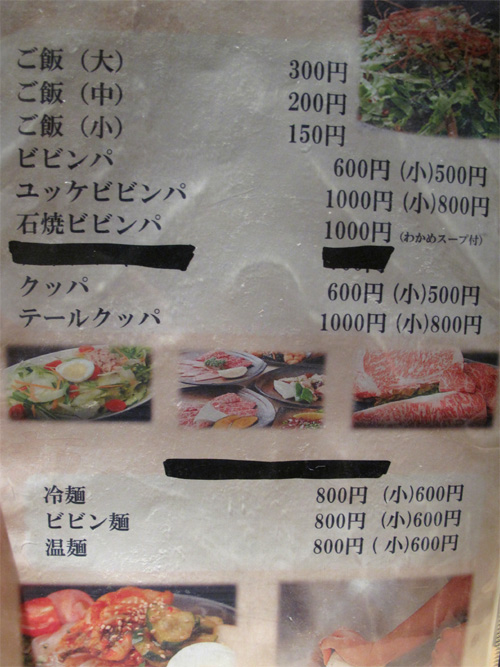 ご飯（大） 300円
ご飯（中） 200円
ご飯（小） 150円
ビビンパ 600円 (小)500円
ユッケビビンパ 1000円 (小)800円
石焼ビビンパ 1000円 (わかめスープ付)
クッパ 600円 (小)500円
テールクッパ 1000円 (小)800円
冷麺 800円 (小)600円
ビビン麺 800円 (小)600円
温麺 800円 ( 小)600円